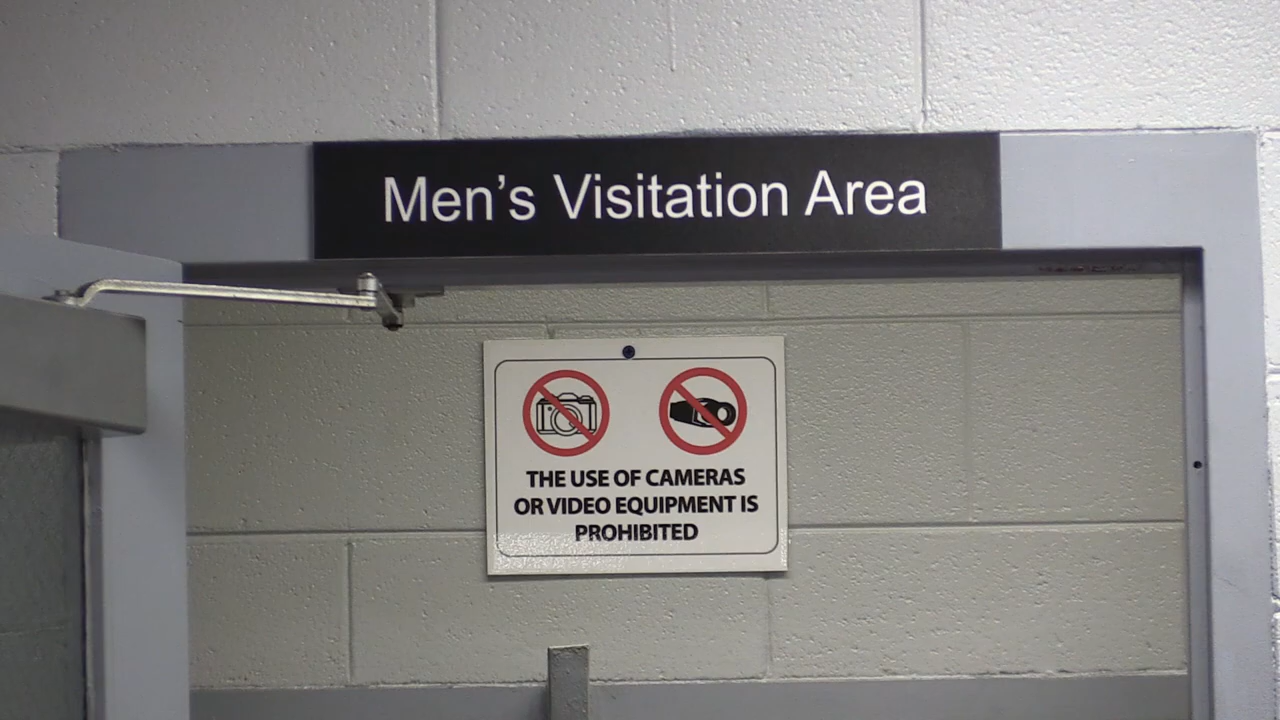 Men’s Visitation Area
THE USE OF CAMERAS
OR VIDEO EQUIPMENT IS
PROHIBITED